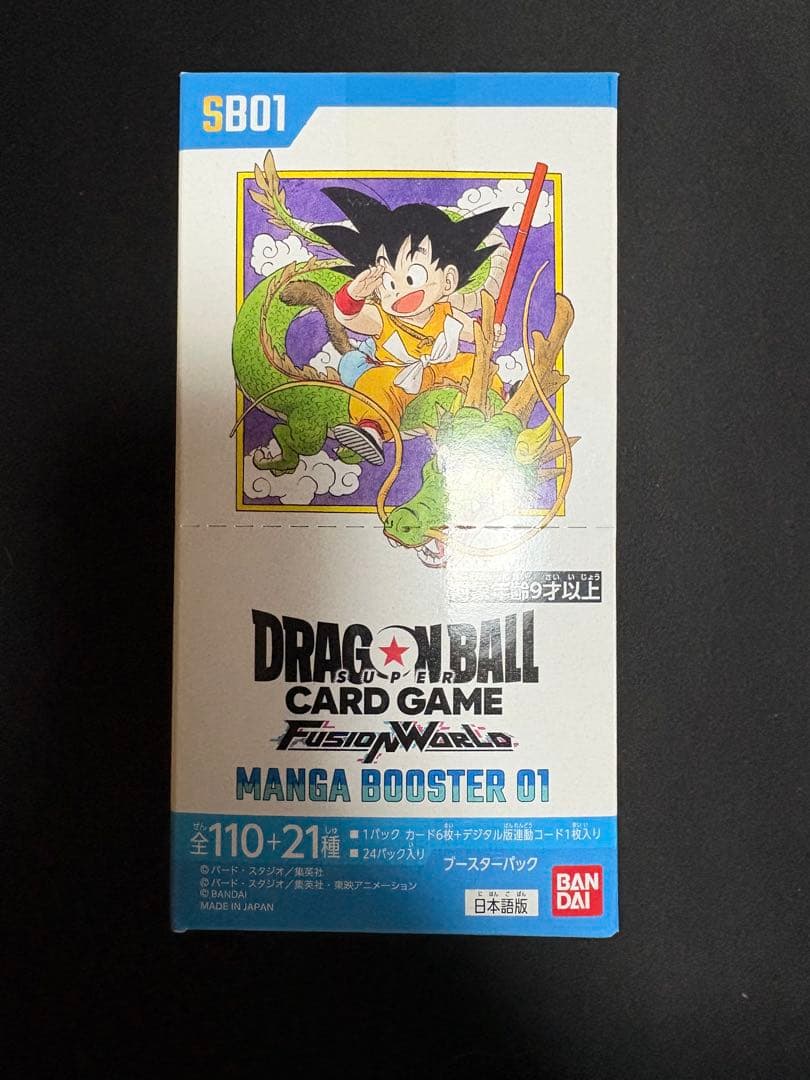 SB01
年齢9才以上
DRAGON BALL
SUPER
CARD GAME
FUSION WORLD
MANGA BOOSTER 01
全110+21種
■1パック カード6枚+デジタル版連動コード1枚入り
■24パック入り
ブースターパック
©バード・スタジオ/集英社
©バード・スタジオ/集英社・東映アニメーション
©BANDAI
MADE IN JAPAN
日本語版
BAN
DAI